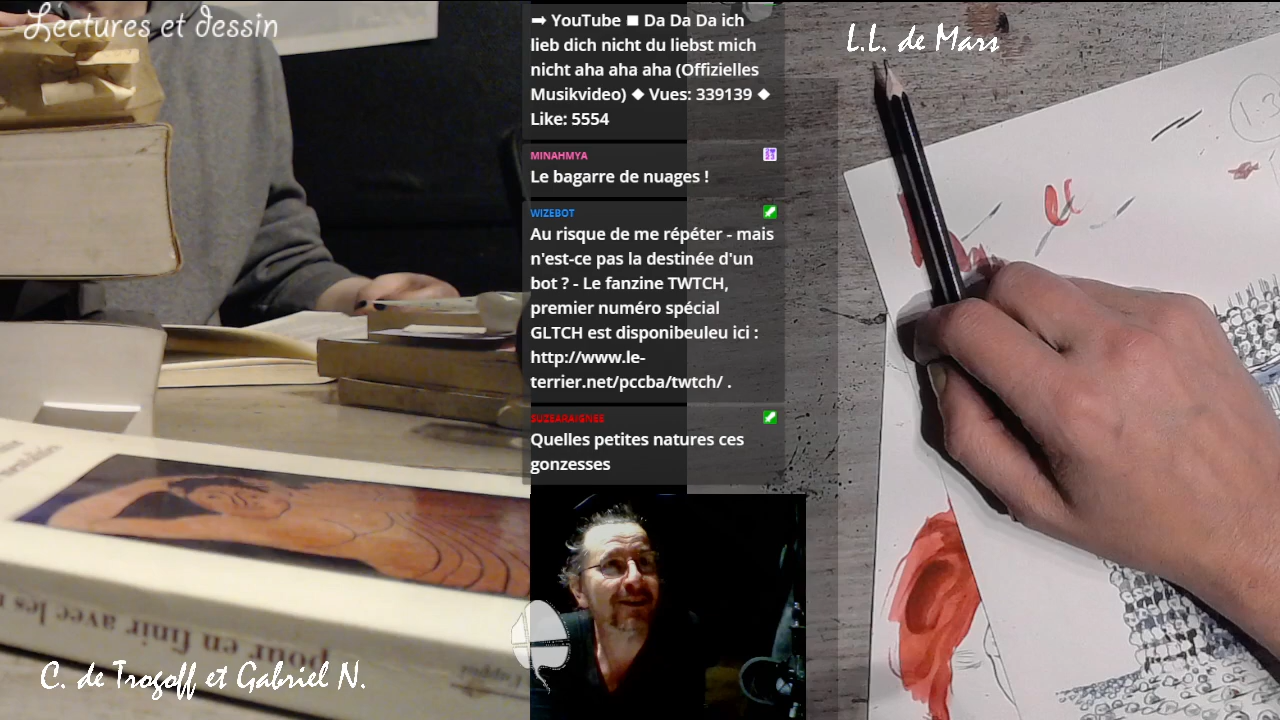 Lectures et dessin
➞ YouTube ■ Da Da Da ich
lieb dich nicht du liebst mich
nicht aha aha aha (Offizielles
Musikvideo) ◆ Vues: 339139 ◆
Like: 5554
MINAHMYA
Le bagarre de nuages !
WIZEBOT
Au risque de me répéter - mais
n'est-ce pas la destinée d'un
bot ? - Le fanzine TWTCH,
premier numéro spécial
GLTCH est disponibeuleu ici :
http://www.le-
terrier.net/pccba/twtch/ .
SUZEARAIGNEE
Quelles petites natures ces
gonzesses
L.L. de Mars
pour en finir avec les
C. de Trogoff et Gabriel N.